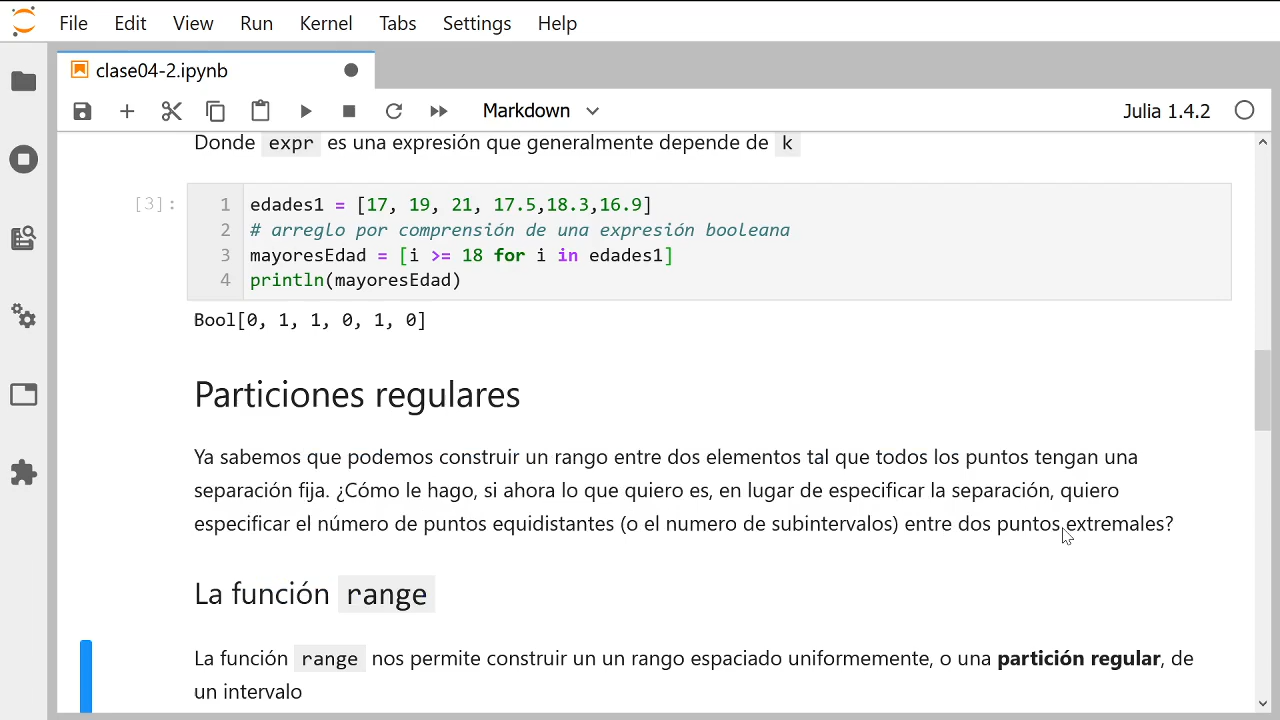 File Edit View Run Kernel Tabs Settings Help
clase04-2.ipynb
Markdown
Julia 1.4.2
Donde expr es una expresión que generalmente depende de k
[3]:
1 edades1 = [17, 19, 21, 17.5,18.3,16.9]
2 # arreglo por comprensión de una expresión booleana
3 mayoresEdad = [i >= 18 for i in edades1]
4 println(mayoresEdad)
Bool[0, 1, 1, 0, 1, 0]
Particiones regulares
Ya sabemos que podemos construir un rango entre dos elementos tal que todos los puntos tengan una
separación fija. ¿Cómo le hago, si ahora lo que quiero es, en lugar de especificar la separación, quiero
especificar el número de puntos equidistantes (o el numero de subintervalos) entre dos puntos extremales?
La función range
La función range nos permite construir un un rango espaciado uniformemente, o una partición regular, de
un intervalo